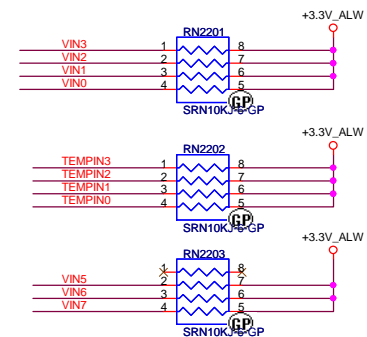 +3.3V_ALW
RN2201
VIN3 1 8
VIN2 2 7
VIN1 3 6
VIN0 4 5
GP
SRN10KJ-6-GP
+3.3V_ALW
RN2202
TEMPIN3 1 8
TEMPIN2 2 7
TEMPIN1 3 6
TEMPIN0 4 5
GP
SRN10KJ-6-GP
+3.3V_ALW
RN2203
1 8
VIN5 2 7
VIN6 3 6
VIN7 4 5
GP
SRN10KJ-6-GP